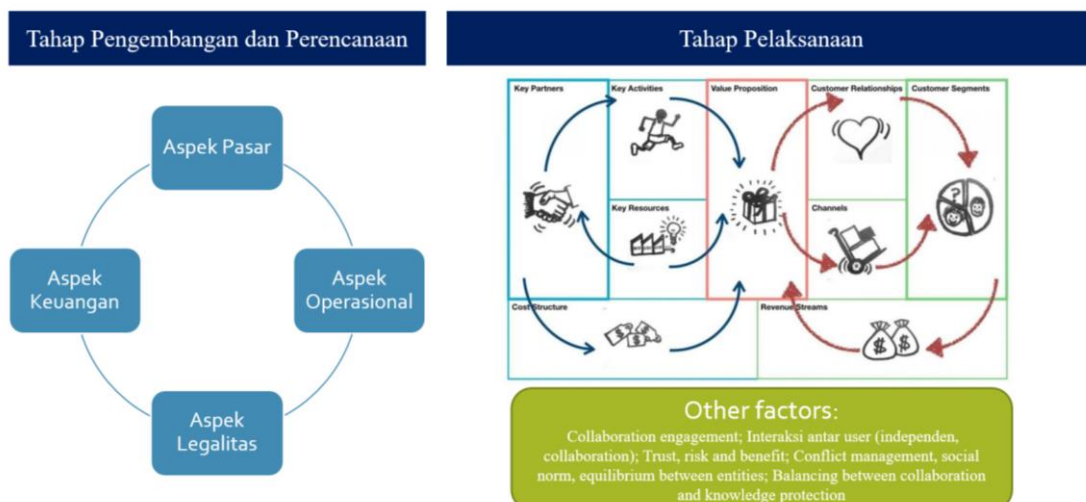 Tahap Pengembangan dan Perencanaan
Aspek Pasar
Aspek
Keuangan
Aspek
Operasional
Aspek
Legalitas
Tahap Pelaksanaan
Key Partners
Key Activities
Value Proposition
Customer Relationships
Customer Segments
Key Resources
Channels
Cost Structure
Revenue Streams
Other factors:
Collaboration engagement; Interaksi antar user (independen,
collaboration); Trust, risk and benefit; Conflict management, social
norm, equilibrium between entities; Balancing between collaboration
and knowledge protection